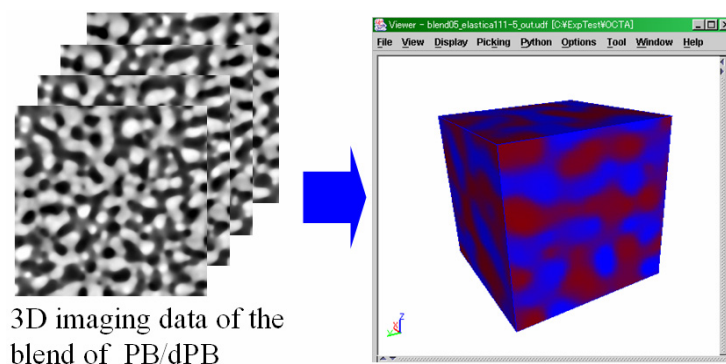 Viewer - blend05_elastica111-5_out.udf [C:¥ExpTest¥OCTA]
File View Display Picking Python Options Tool Window Help
Z
X
Y
3D imaging data of the
blend of PB/dPB